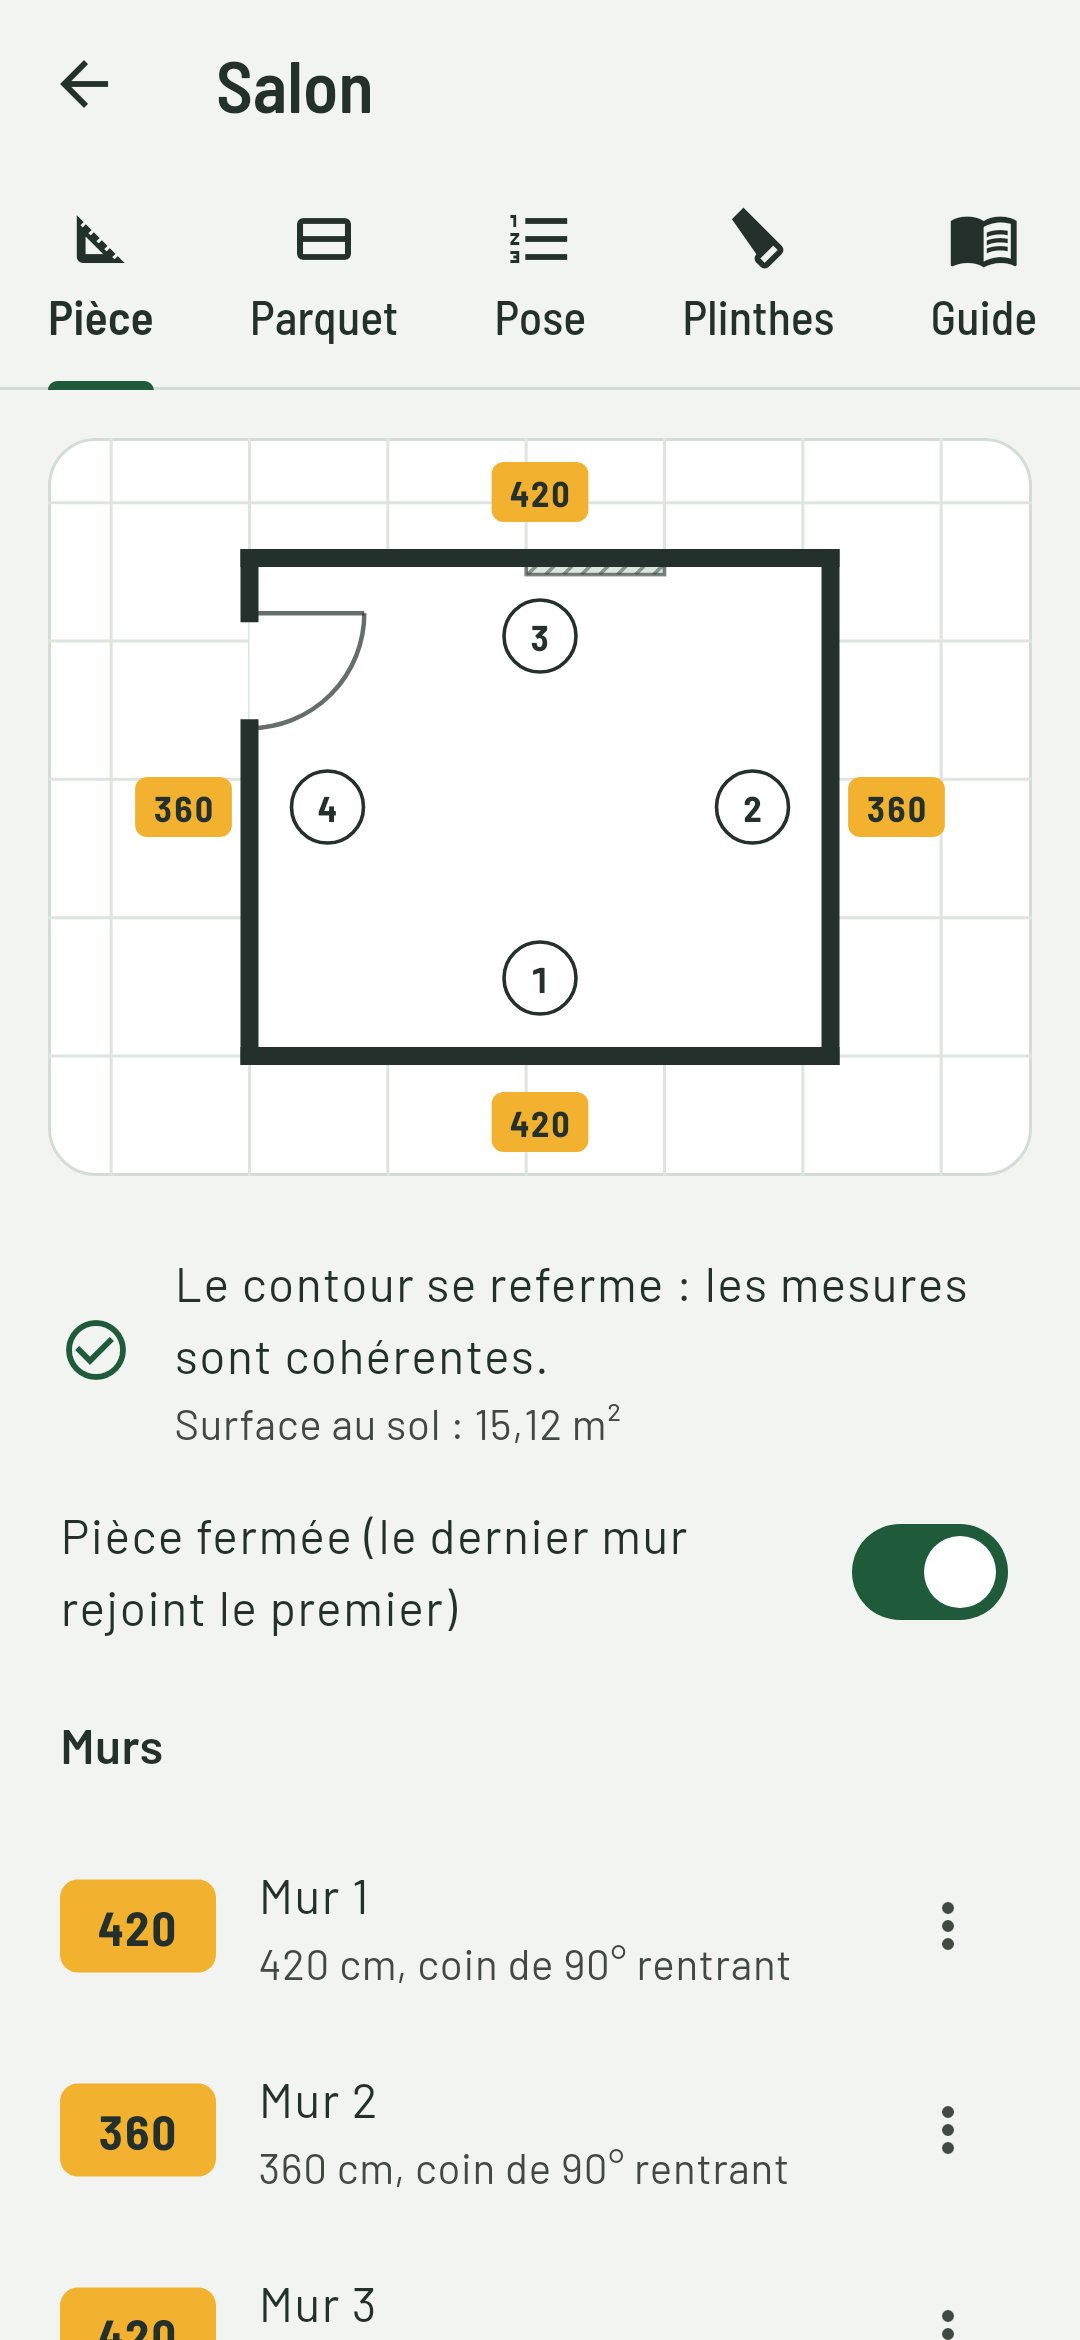 Salon
Pièce
Parquet
Pose
Plinthes
Guide
420
3
360
4
2
360
1
420
Le contour se referme : les mesures
sont cohérentes.
Surface au sol : 15,12 m²
Pièce fermée (le dernier mur
rejoint le premier)
Murs
420
Mur 1
420 cm, coin de 90° rentrant
360
Mur 2
360 cm, coin de 90° rentrant
420
Mur 3